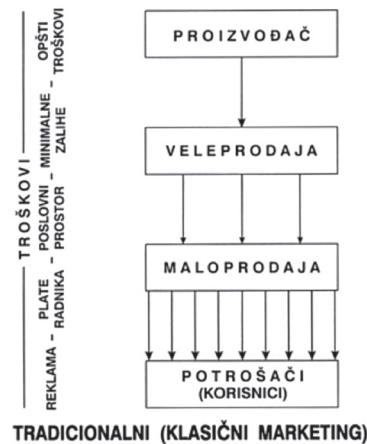 PROIZVOĐAČ
VELEPRODAJA
MALOPRODAJA
POTROŠAČI
(KORISNICI)
TROŠKOVI
REKLAMA - PLATE - POSLOVNI - MINIMALNE - OPŠTI
RADNIKA PROSTOR ZALIHE TROŠKOVI
TRADICIONALNI (KLASIČNI MARKETING)